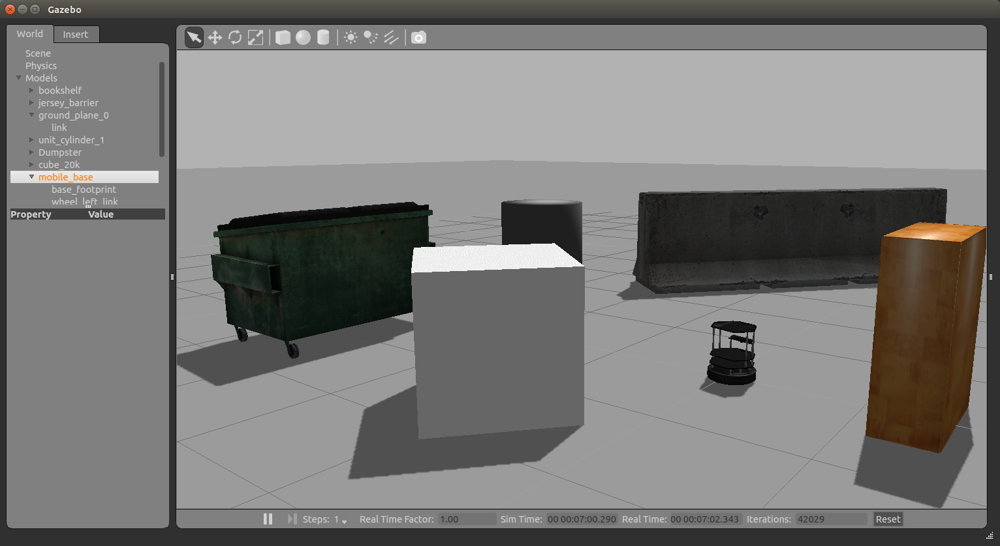 Gazebo
World Insert
Scene
Physics
Models
bookshelf
jersey_barrier
ground_plane_0
link
unit_cylinder_1
Dumpster
cube_20k
mobile_base
base_footprint
wheel_left_link
Property Value
Steps: 1 Real Time Factor: 1.00 Sim Time: 00 00:07:00.290 Real Time: 00 00:07:02.343 Iterations: 42029 Reset